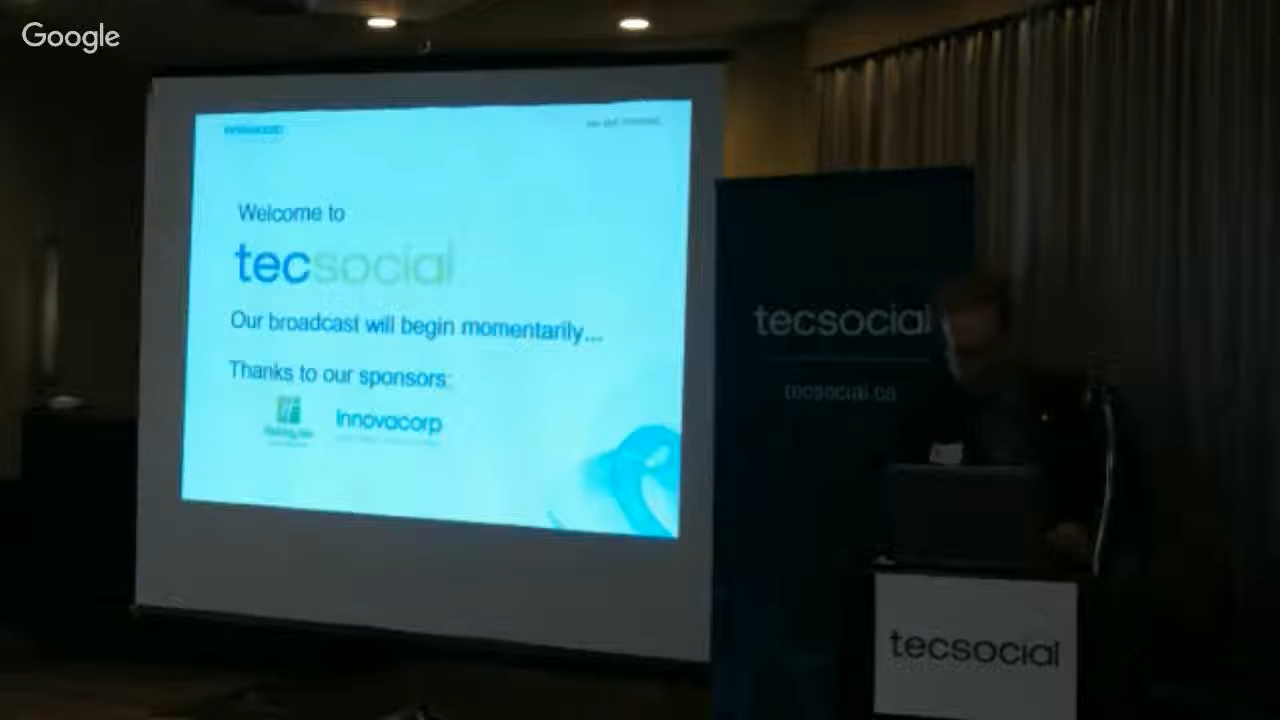 Google
Welcome to
tecsocial
Our broadcast will begin momentarily...
Thanks to our sponsors:
Innovacorp
tecsocial
tecsocial.ca
tecsocial